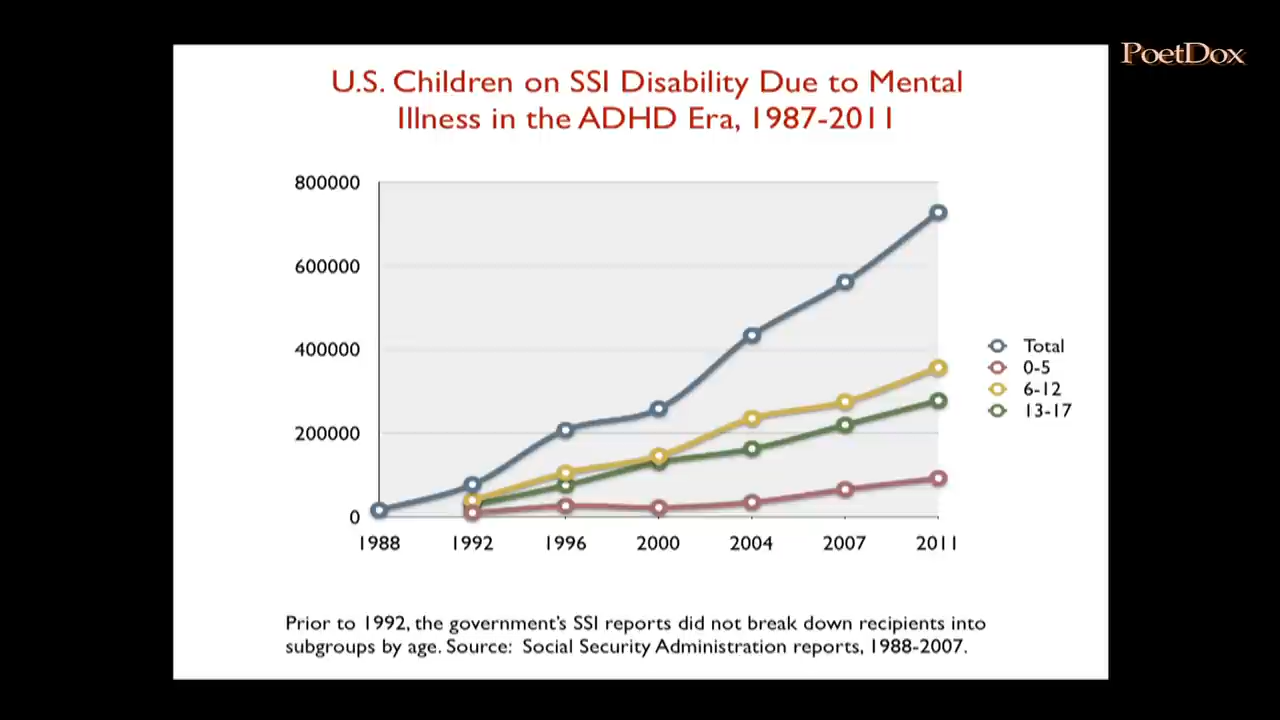 PoetDox
U.S. Children on SSI Disability Due to Mental
Illness in the ADHD Era, 1987-2011
800000
600000
400000
200000
0
1988 1992 1996 2000 2004 2007 2011
Total
0-5
6-12
13-17
Prior to 1992, the government's SSI reports did not break down recipients into
subgroups by age. Source: Social Security Administration reports, 1988-2007.